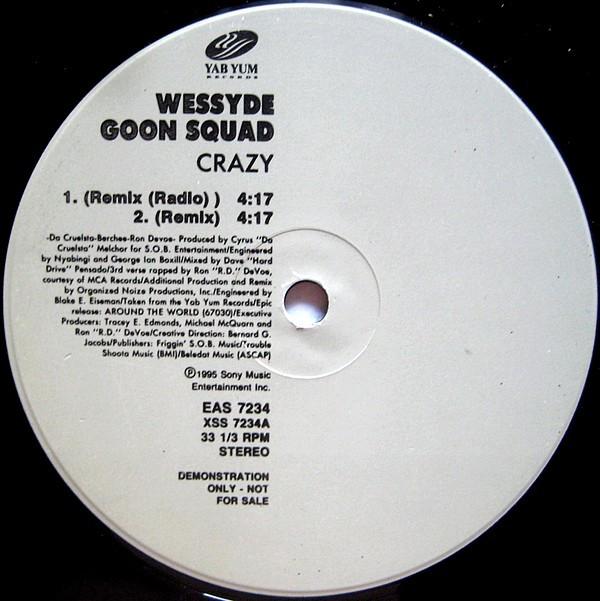 YAB YUM
RECORDS
WESSYDE
GOON SQUAD
CRAZY
1. (Remix (Radio) ) 4:17
2. (Remix) 4:17
-Da Cruelsta-Berchee-Ron Devoe- Produced by Cyrus "Da
Cruelsta" Melchor for S.O.B. Entertainment/Engineered
by Nyabingi and George Ian Boxill/Mixed by Dave "Hard
Drive" Pensado/3rd verse rapped by Ron "R.D." DeVoe,
courtesy of MCA Records/Additional Production and Remix
by Organized Noize Productions, Inc./Engineered by
Blake E. Eiseman/Taken from the Yab Yum Records/Epic
release: AROUND THE WORLD (67030)/Executive
Producers: Tracey E. Edmonds, Michael McQuarn and
Ron "R.D." DeVoe/Creative Direction: Bernard G.
Jacobs/Publishers: Friggin' S.O.B. Music/Trouble
Shoota Music (BMI)/Beledat Music (ASCAP)
℗1995 Sony Music
Entertainment Inc.
EAS 7234
XSS 7234A
33 1/3 RPM
STEREO
DEMONSTRATION
ONLY - NOT
FOR SALE